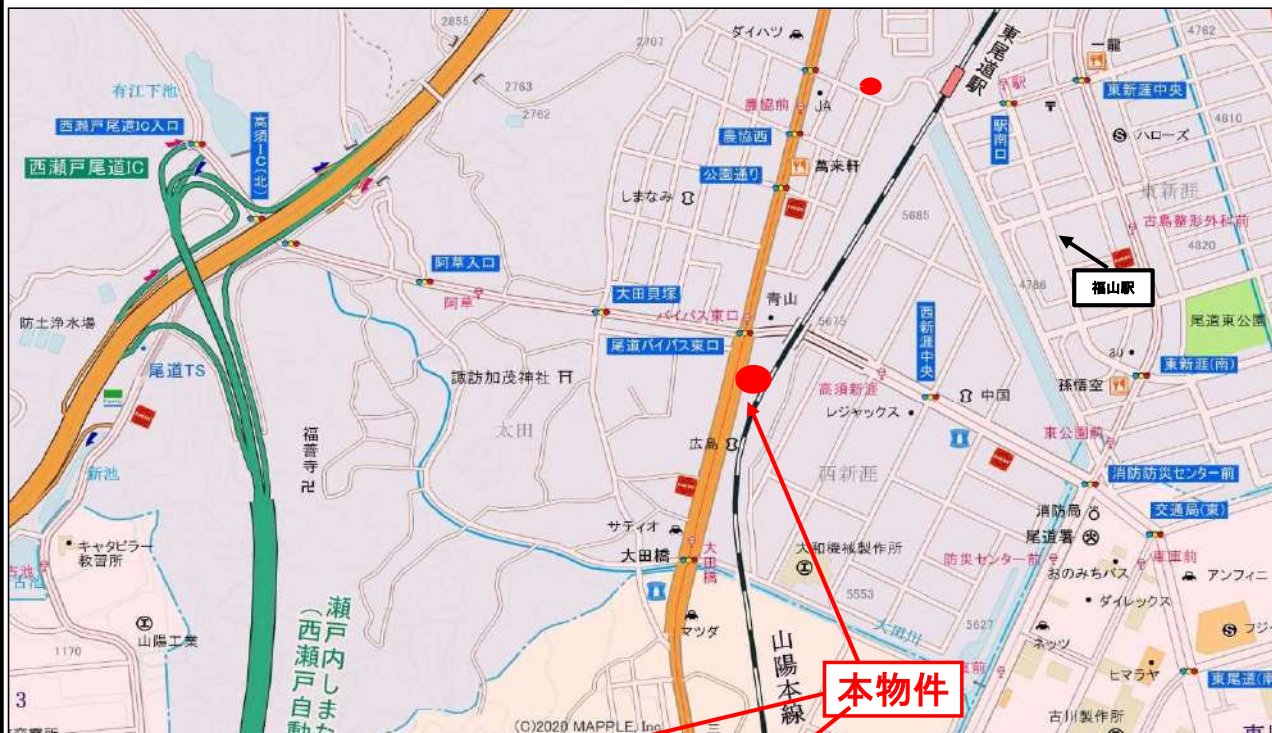 2855
2707
ダイハツ
東尾道駅
一龍
4762
有江下池
2763
2762
農協前
JA
駅
東新涯中央
西瀬戸尾道IC入口
高須IC(北)
農協西
駅南口
ハローズ
4810
西瀬戸尾道IC
萬来軒
公園通り
しまなみ
東新涯
5685
古島整形外科前
4820
阿草入口
阿草
大田貝塚
青山
4786
福山駅
防土浄水場
バイパス東口
5675
西新涯中央
尾道東公園
尾道バイパス東口
au
東新涯(南)
尾道TS
諏訪加茂神社
高須新涯
中国
孫悟空
レジャックス
太田
福善寺
広島
東公園前
西新涯
消防防災センター前
新池
サティオ
消防局
交通局(東)
キャタピラー
教習所
大田橋
大田橋
大和機械製作所
尾道署
防災センター前
車庫前
古池
おのみちバス
アンフィニ
5553
ダイレックス
山陽工業
瀬戸内しまな
(西瀬戸自動
マツダ
大田川
5627
ネッツ
フジ
1170
山陽本線
本物件
ヒマラヤ
東尾道(南
3
古川製作所
(C)2020 MAPPLE, Inc
三